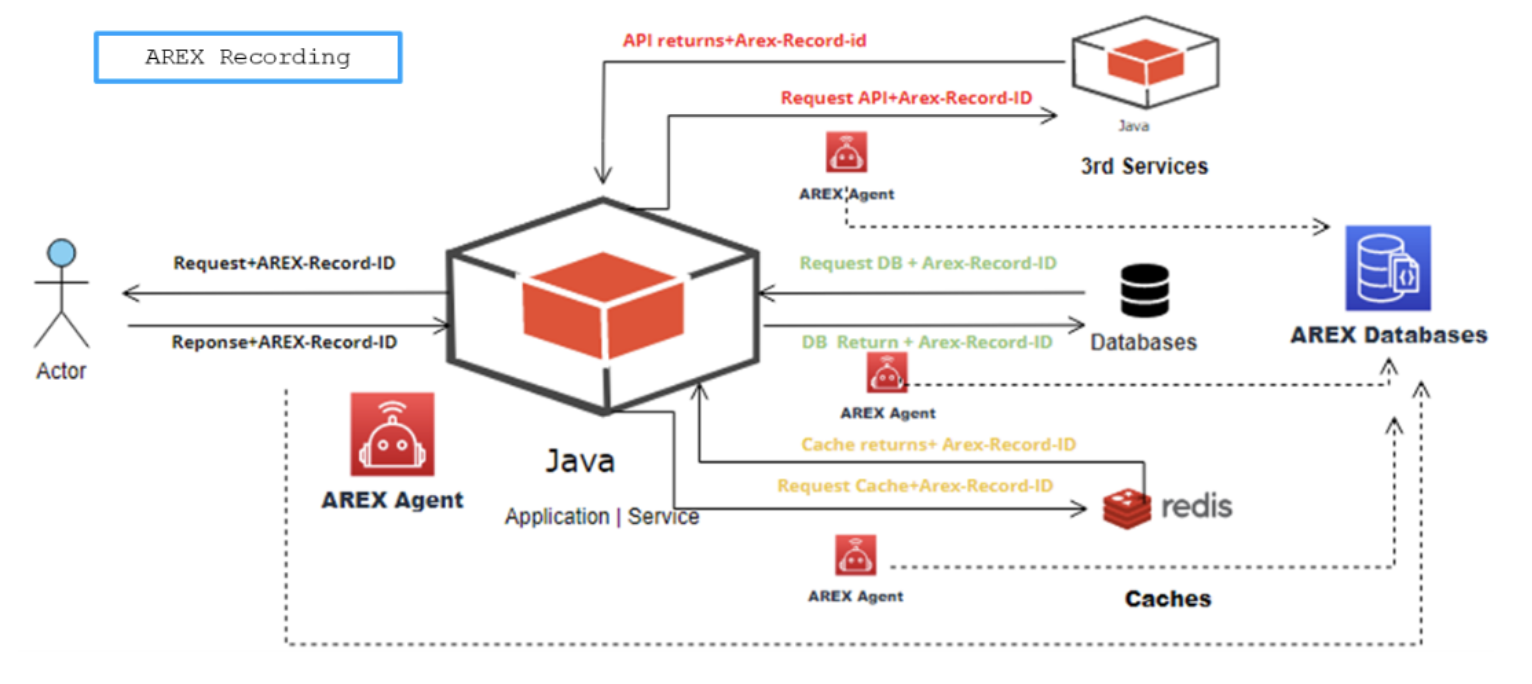 AREX Recording
API returns+Arex-Record-id
Request API+Arex-Record-ID
Java
3rd Services
AREX Agent
Request+AREX-Record-ID
Reponse+AREX-Record-ID
Actor
Request DB + Arex-Record-ID
DB Return + Arex-Record-ID
Databases
AREX Databases
AREX Agent
Cache returns+ Arex-Record-ID
Request Cache+Arex-Record-ID
redis
AREX Agent
Java
Application | Service
AREX Agent
Caches